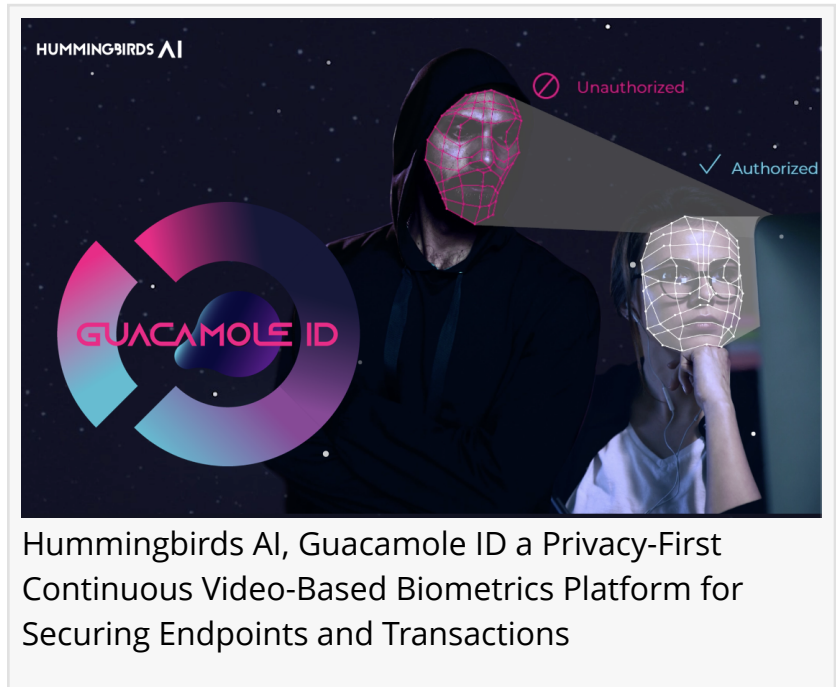 HUMMINGBIRDS AI
Unauthorized
Authorized
GUACAMOLE ID
Hummingbirds AI, Guacamole ID a Privacy-First
Continuous Video-Based Biometrics Platform for
Securing Endpoints and Transactions